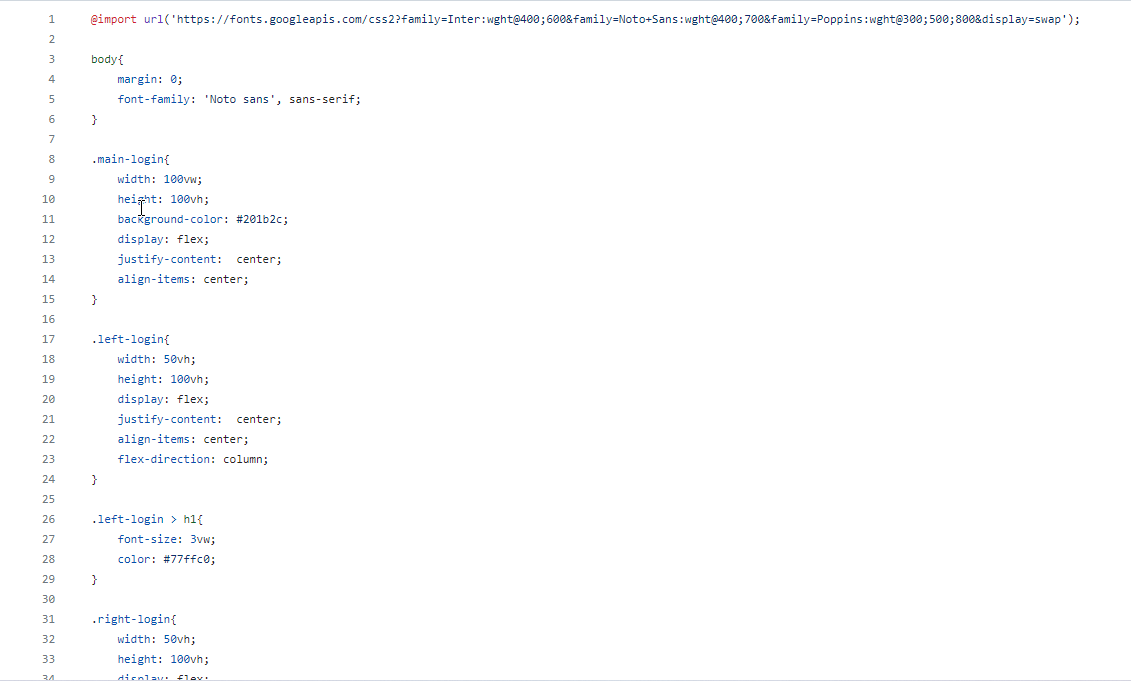 1 @import url('https://fonts.googleapis.com/css2?family=Inter:wght@400;600&family=Noto+Sans:wght@400;700&family=Poppins:wght@300;500;800&display=swap');
2
3 body{
4 margin: 0;
5 font-family: 'Noto sans', sans-serif;
6 }
7
8 .main-login{
9 width: 100vw;
10 height: 100vh;
11 background-color: #201b2c;
12 display: flex;
13 justify-content:  center;
14 align-items: center;
15 }
16
17 .left-login{
18 width: 50vh;
19 height: 100vh;
20 display: flex;
21 justify-content:  center;
22 align-items: center;
23 flex-direction: column;
24 }
25
26 .left-login > h1{
27 font-size: 3vw;
28 color: #77ffc0;
29 }
30
31 .right-login{
32 width: 50vh;
33 height: 100vh;
34 display: flex;